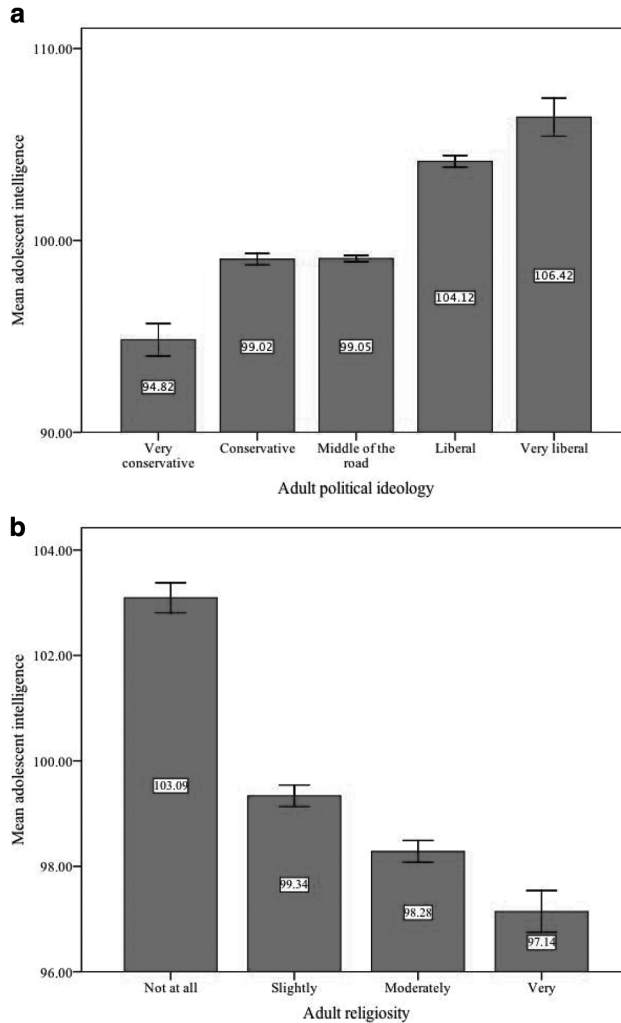 a
110.00
100.00
90.00
Mean adolescent intelligence
94.82
99.02
99.05
104.12
106.42
Very
conservative
Conservative
Middle of the
road
Liberal
Very liberal
Adult political ideology
b
104.00
102.00
100.00
98.00
96.00
Mean adolescent intelligence
103.09
99.34
98.28
97.14
Not at all
Slightly
Moderately
Very
Adult religiosity